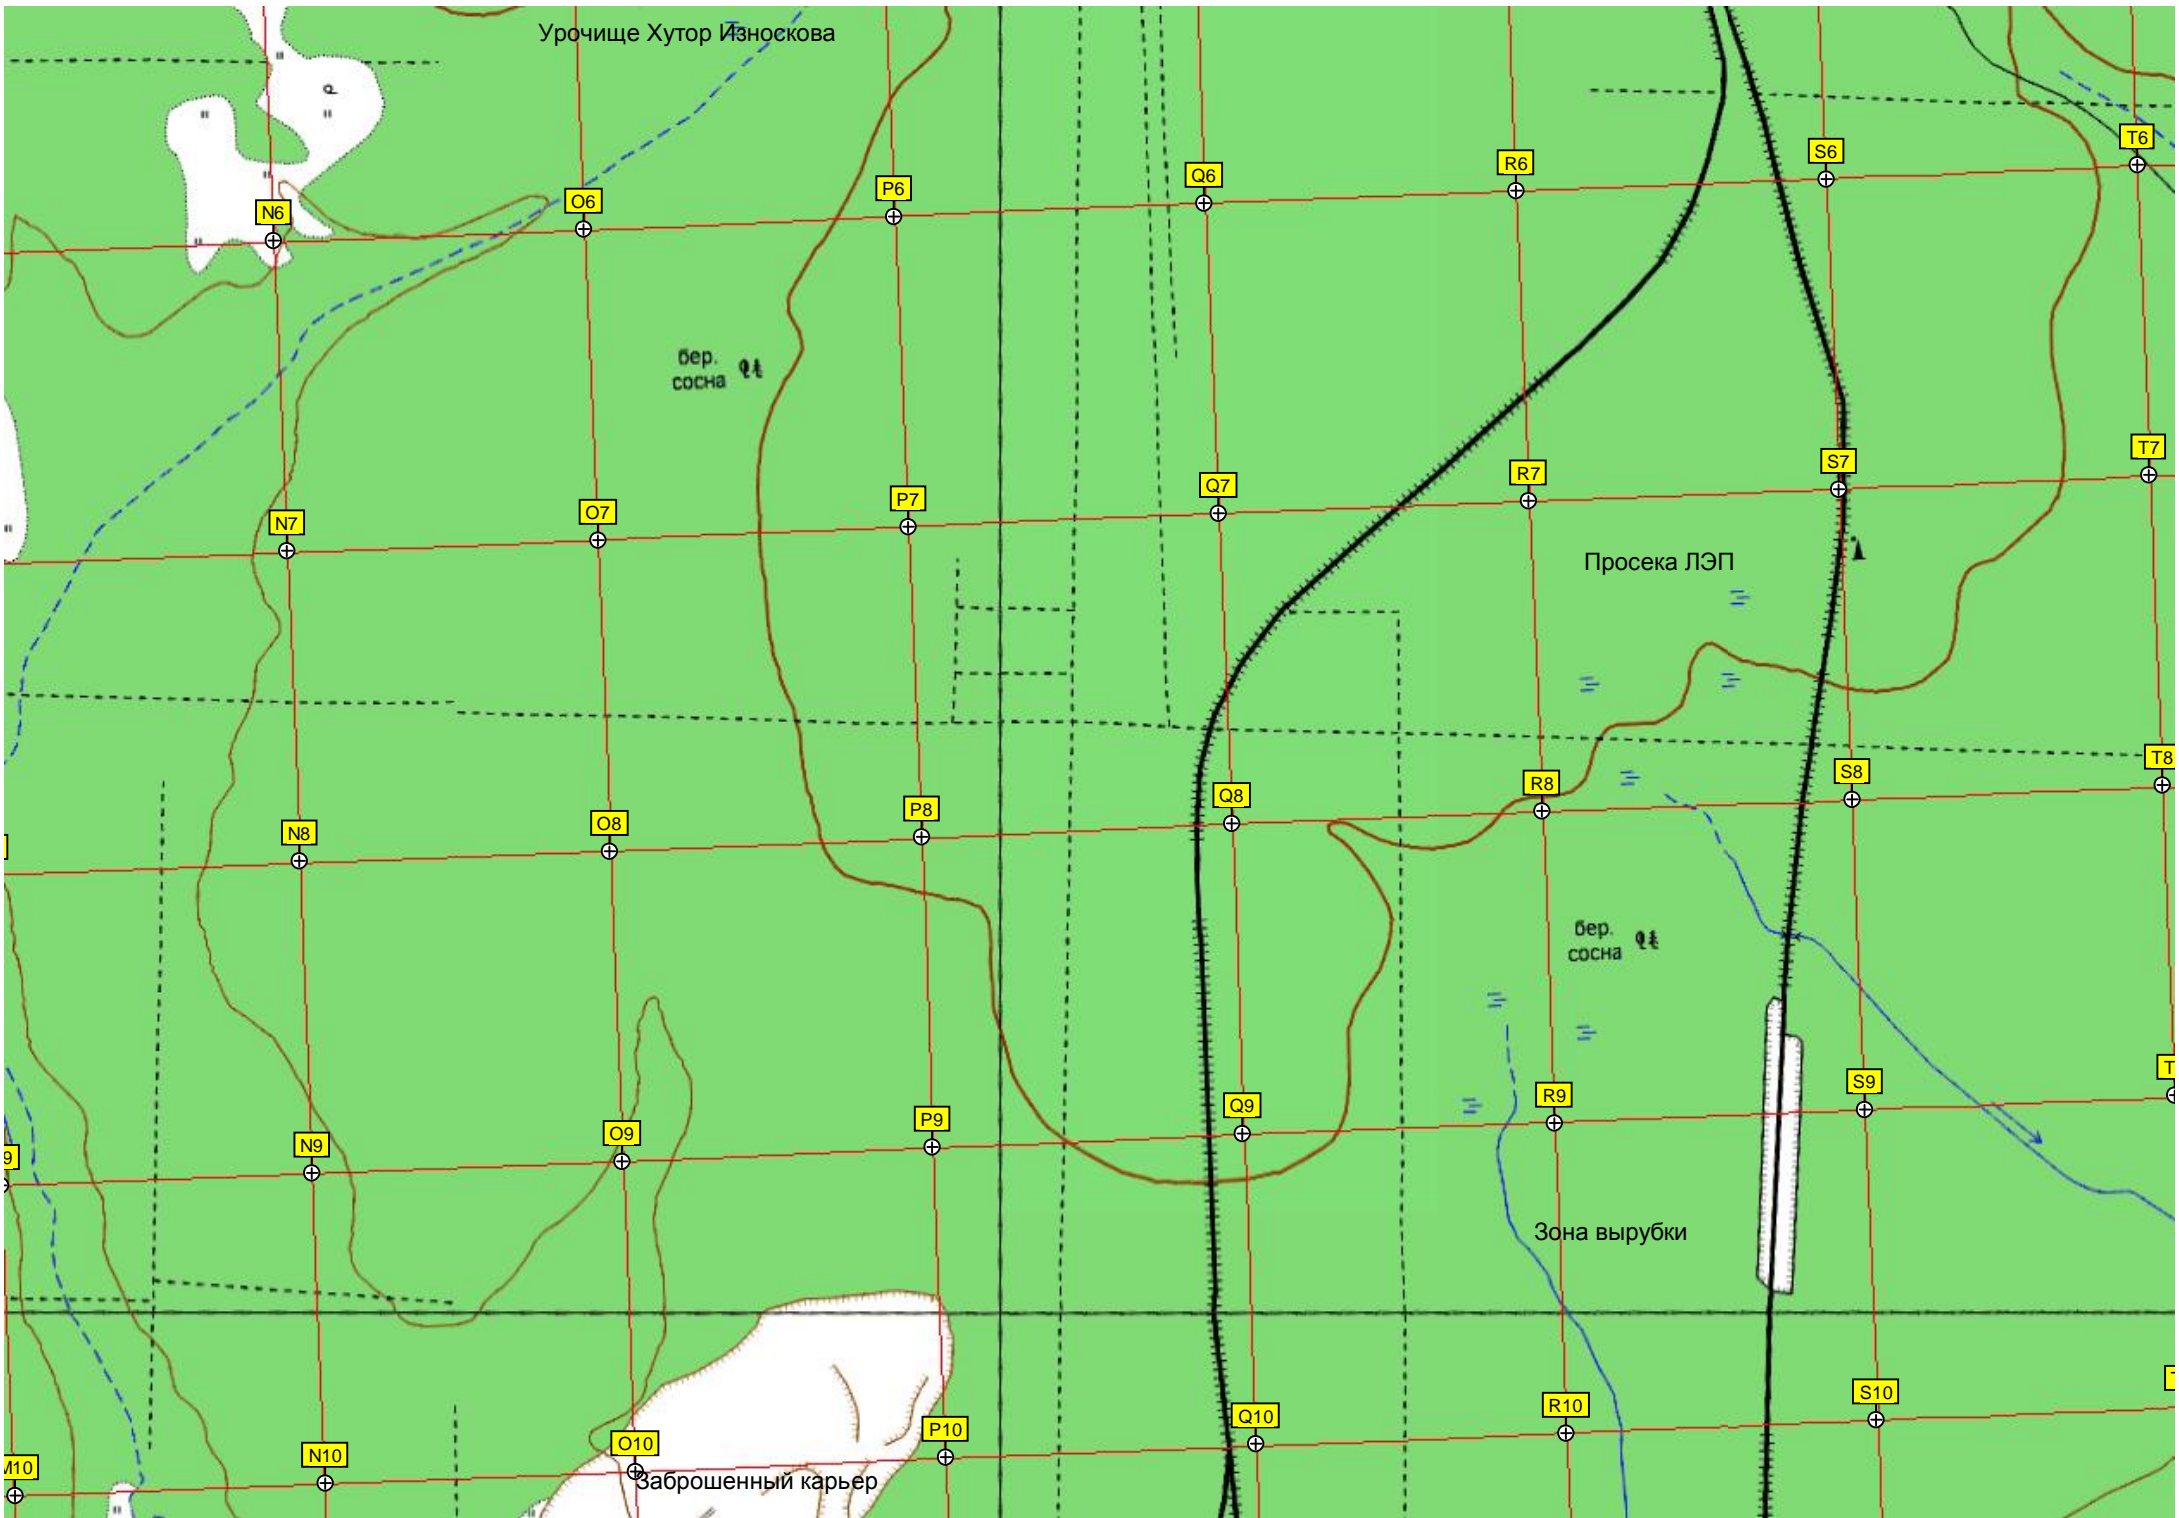 Урочище Хутор Износкова
T6
S6
R6
Q6
P6
O6
N6
бер.
сосна
T7
S7
R7
Q7
P7
O7
N7
Просека ЛЭП
T8
S8
R8
Q8
P8
O8
N8
бер.
сосна
S9
R9
Q9
P9
O9
N9
9
Зона вырубки
S10
R10
Q10
P10
O10
N10
M10
Заброшенный карьер